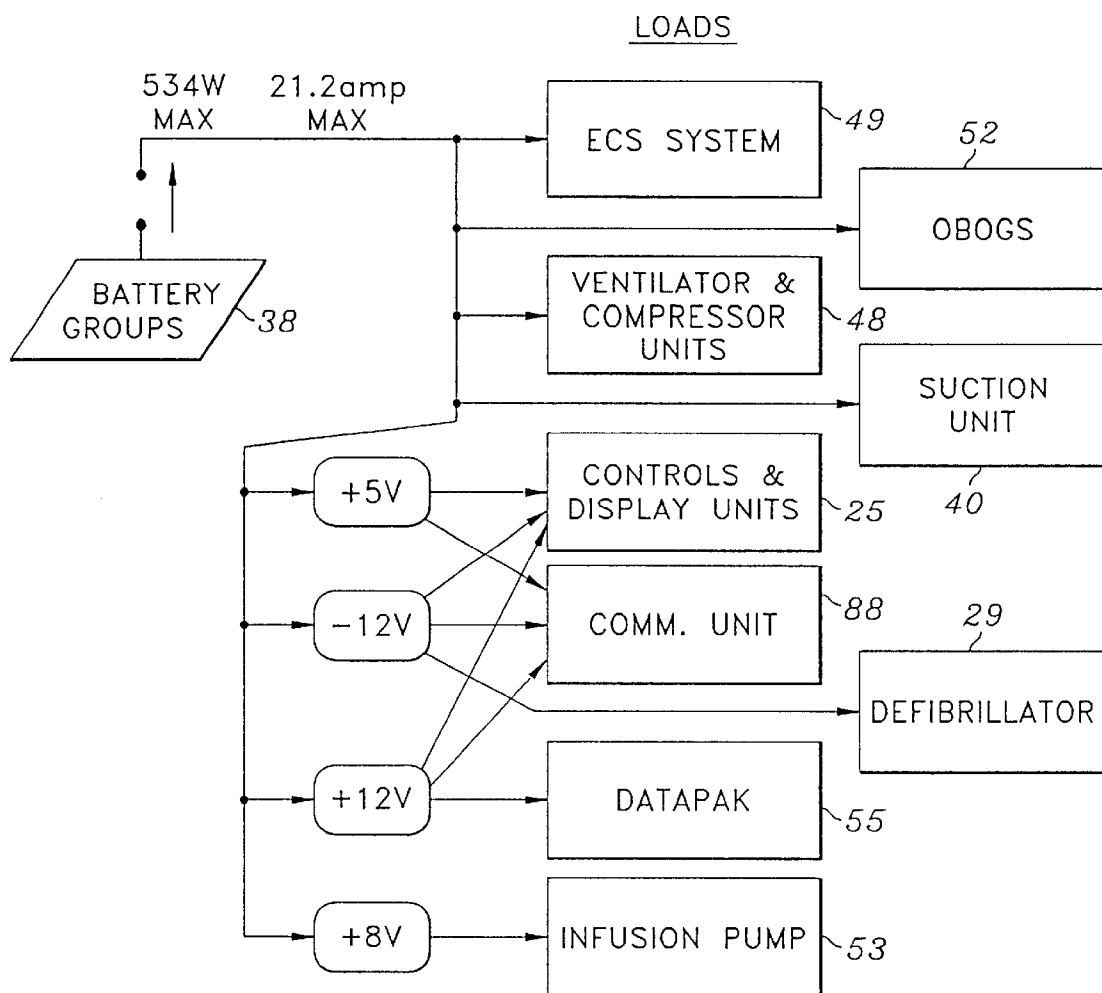 LOADS
534W
MAX
21.2amp
MAX
ECS SYSTEM
49
52
OBOGS
BATTERY
GROUPS
38
VENTILATOR &
COMPRESSOR
UNITS
48
SUCTION
UNIT
40
+5V
CONTROLS &
DISPLAY UNITS
25
-12V
COMM. UNIT
88
29
DEFIBRILLATOR
+12V
DATAPAK
55
+8V
INFUSION PUMP
53